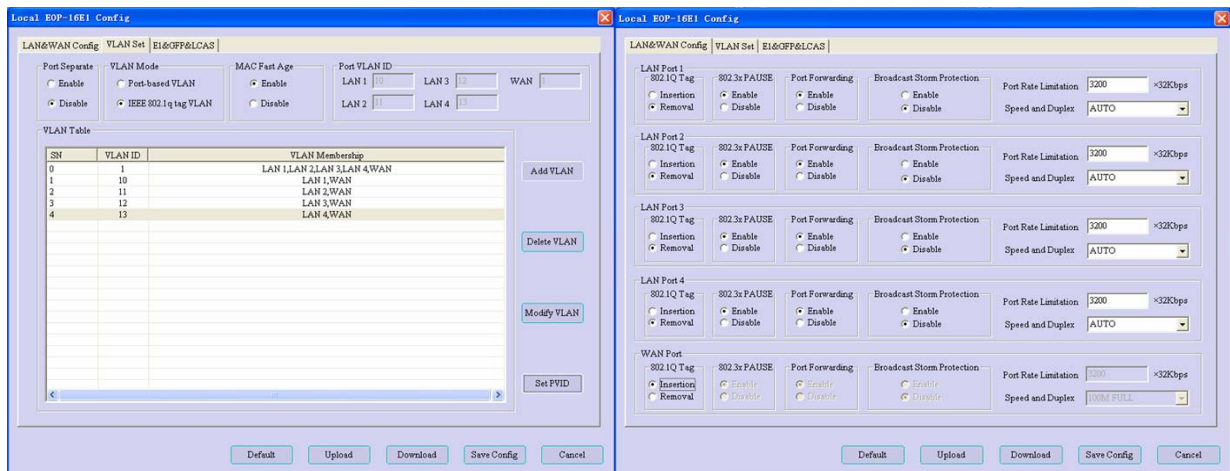 Local EOP-16E1 Config
LAN&WAN Config VLAN Set E1&GFP&LCAS
Port Separate VLAN Mode MAC Fast Age Port VLAN ID
Enable Port-based VLAN Enable LAN 1 10 LAN 3 12 WAN 1
Disable IEEE 802.1q tag VLAN Disable LAN 2 11 LAN 4 13
VLAN Table
SN VLAN ID VLAN Membership
0 1 LAN 1,LAN 2,LAN 3,LAN 4,WAN
1 10 LAN 1,WAN
2 11 LAN 2,WAN
3 12 LAN 3,WAN
4 13 LAN 4,WAN
Add VLAN
Delete VLAN
Modify VLAN
Set PVID
Default Upload Download Save Config Cancel
Local EOP-16E1 Config
LAN&WAN Config VLAN Set E1&GFP&LCAS
LAN Port 1
802.1Q Tag 802.3x PAUSE Port Forwarding Broadcast Storm Protection
Insertion Enable Enable Enable Port Rate Limitation 3200 ×32Kbps
Removal Disable Disable Disable Speed and Duplex AUTO
LAN Port 2
802.1Q Tag 802.3x PAUSE Port Forwarding Broadcast Storm Protection
Insertion Enable Enable Enable Port Rate Limitation 3200 ×32Kbps
Removal Disable Disable Disable Speed and Duplex AUTO
LAN Port 3
802.1Q Tag 802.3x PAUSE Port Forwarding Broadcast Storm Protection
Insertion Enable Enable Enable Port Rate Limitation 3200 ×32Kbps
Removal Disable Disable Disable Speed and Duplex AUTO
LAN Port 4
802.1Q Tag 802.3x PAUSE Port Forwarding Broadcast Storm Protection
Insertion Enable Enable Enable Port Rate Limitation 3200 ×32Kbps
Removal Disable Disable Disable Speed and Duplex AUTO
WAN Port
802.1Q Tag 802.3x PAUSE Port Forwarding Broadcast Storm Protection
Insertion Enable Enable Enable Port Rate Limitation 3200 ×32Kbps
Removal Disable Disable Disable Speed and Duplex 100M FULL
Default Upload Download Save Config Cancel